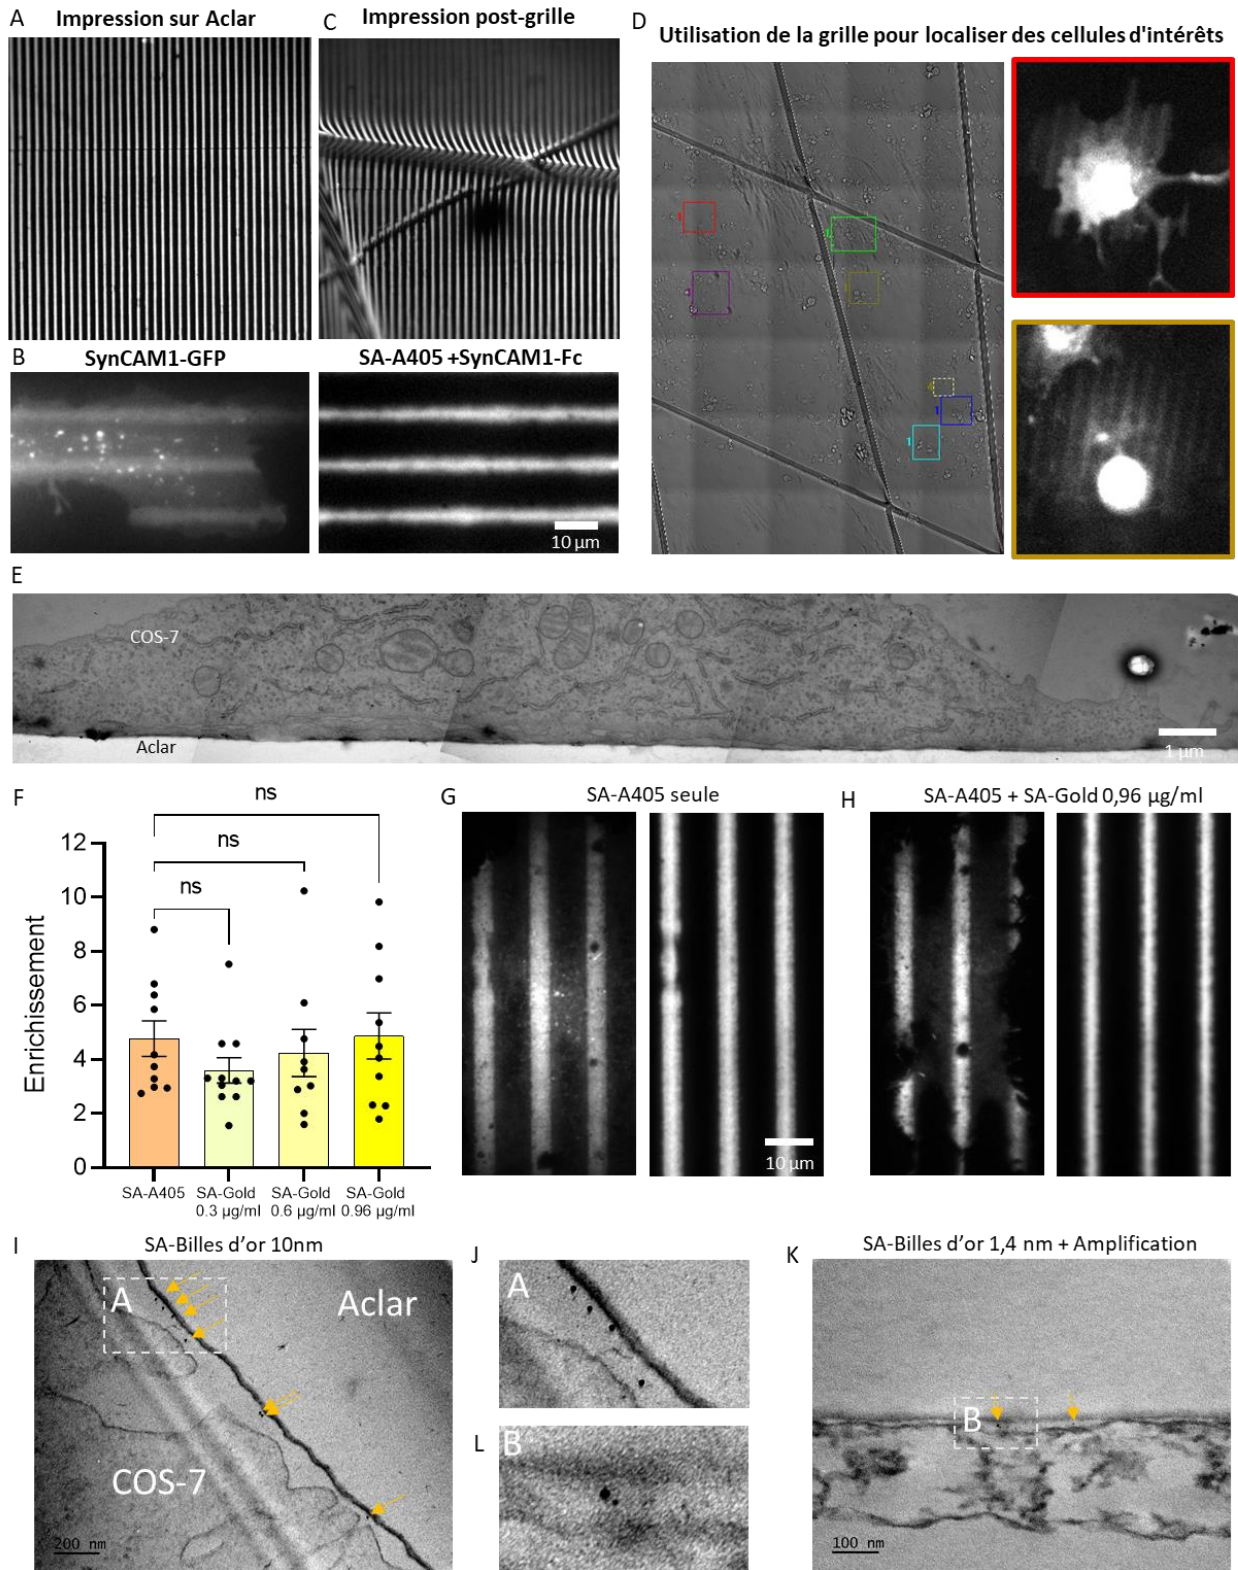 A
Impression sur Aclar
C
Impression post-grille
D
Utilisation de la grille pour localiser des cellules d'intérêts
B
SynCAM1-GFP
SA-A405 +SynCAM1-Fc
10 µm
E
COS-7
Aclar
1 µm
F
ns
ns
ns
12
10
8
6
4
2
0
Enrichissement
SA-A405
SA-Gold
0.3 µg/ml
SA-Gold
0.6 µg/ml
SA-Gold
0.96 µg/ml
G
SA-A405 seule
10 µm
H
SA-A405 + SA-Gold 0,96 µg/ml
I
SA-Billes d'or 10nm
A
Aclar
COS-7
200 nm
J
A
L
B
K
SA-Billes d'or 1,4 nm + Amplification
B
100 nm